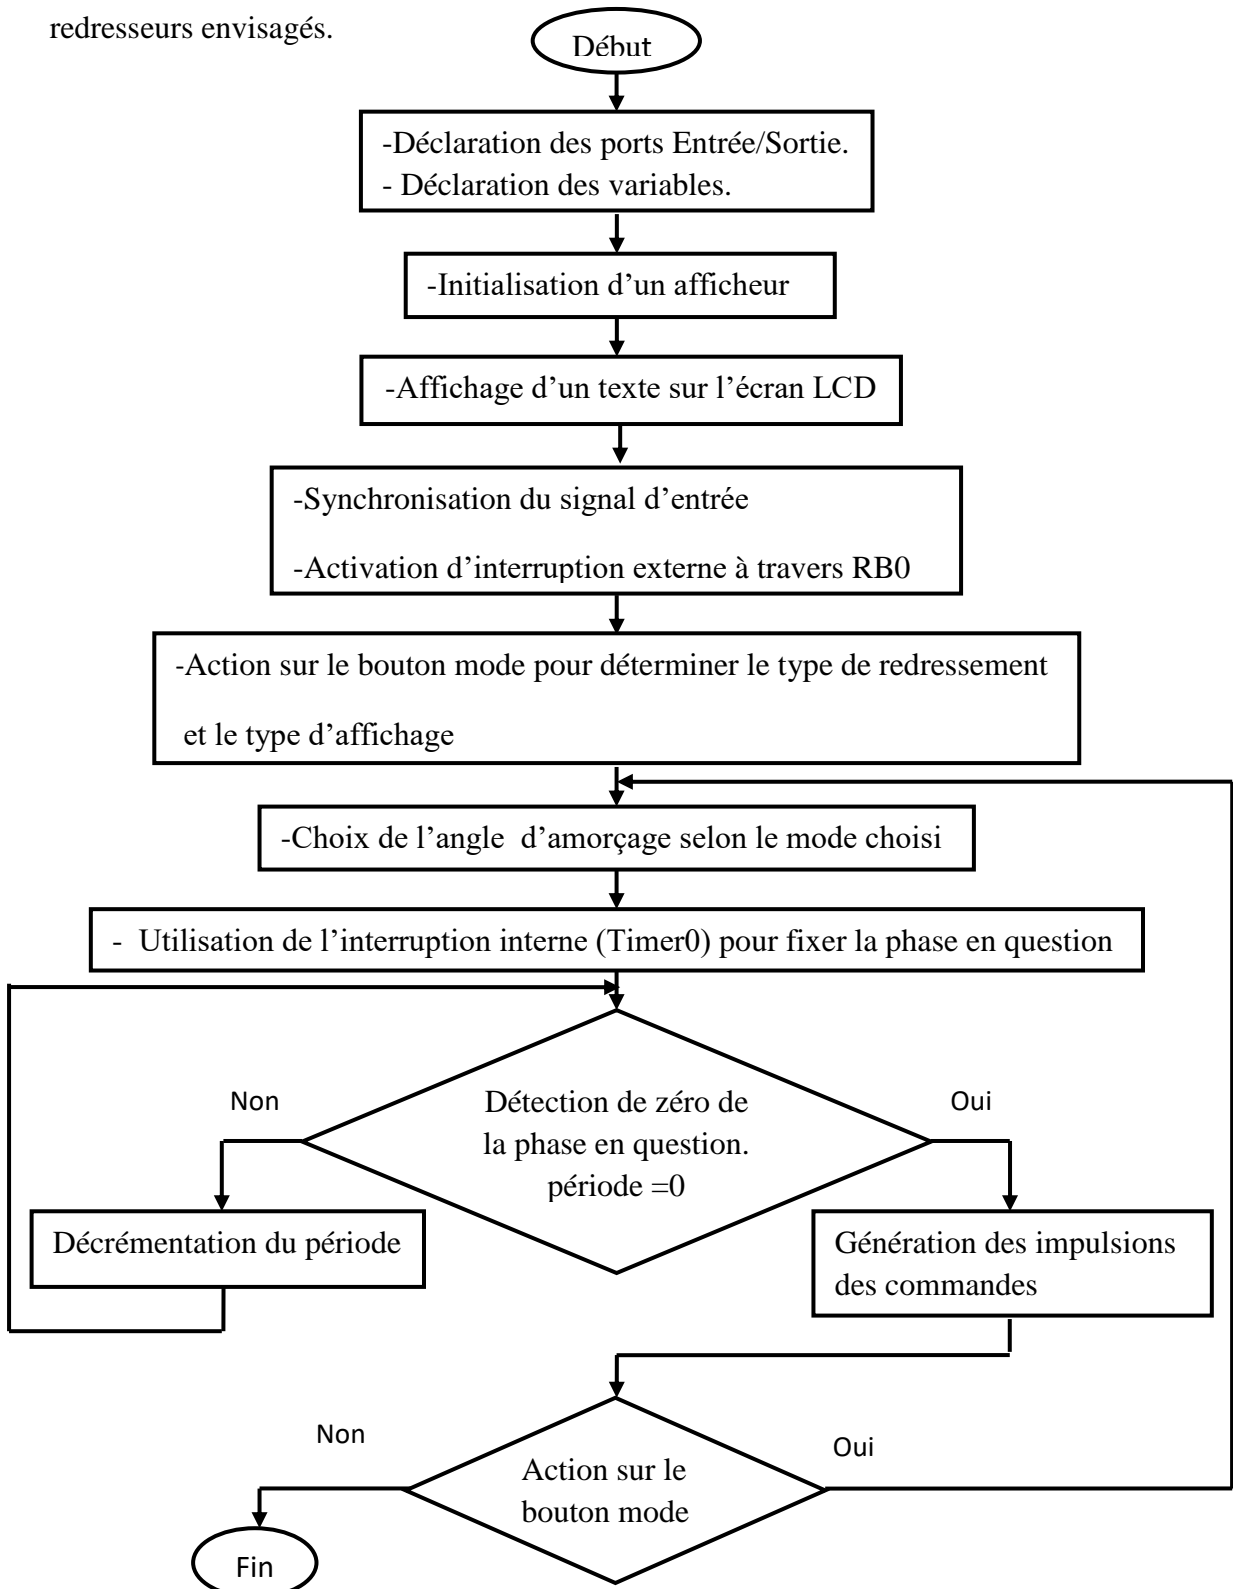 redresseurs envisagés.
Début
-Déclaration des ports Entrée/Sortie.
- Déclaration des variables.
-Initialisation d’un afficheur
-Affichage d’un texte sur l’écran LCD
-Synchronisation du signal d’entrée
-Activation d’interruption externe à travers RB0
-Action sur le bouton mode pour déterminer le type de redressement
et le type d’affichage
-Choix de l’angle d’amorçage selon le mode choisi
- Utilisation de l’interruption interne (Timer0) pour fixer la phase en question
Non
Détection de zéro de
la phase en question.
période =0
Oui
Décrémentation du période
Génération des impulsions
des commandes
Non
Action sur le
bouton mode
Oui
Fin